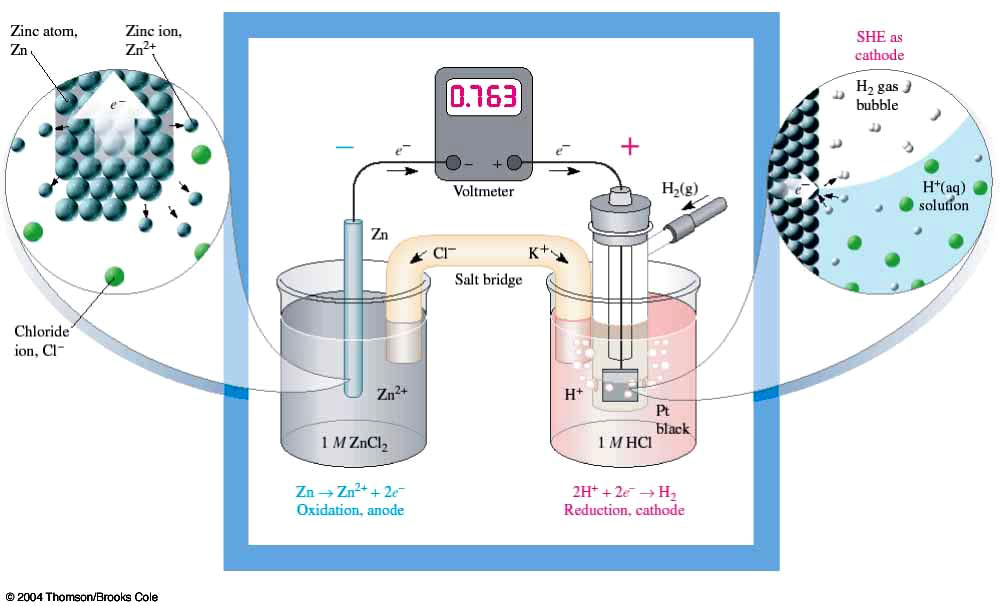 Zinc atom,
Zn
Zinc ion,
Zn²⁺
e⁻
Chloride
ion, Cl⁻
0.763
−
+
e⁻
− +
e⁻
Voltmeter
H₂(g)
Zn
Cl⁻
K⁺
Salt bridge
Zn²⁺
1 M ZnCl₂
H⁺
Pt
black
1 M HCl
Zn → Zn²⁺ + 2e⁻
Oxidation, anode
2H⁺ + 2e⁻ → H₂
Reduction, cathode
SHE as
cathode
H₂ gas
bubble
e⁻
H⁺(aq)
solution
© 2004 Thomson/Brooks Cole